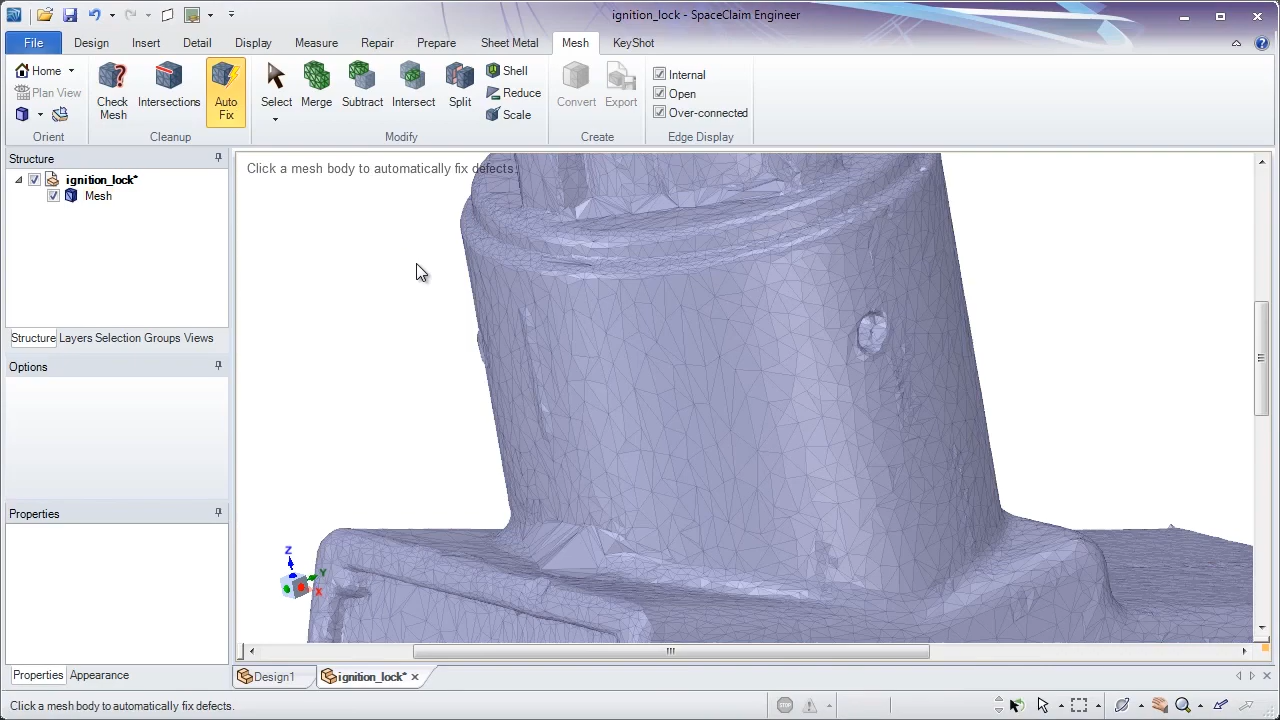 ignition_lock - SpaceClaim Engineer
File Design Insert Detail Display Measure Repair Prepare Sheet Metal Mesh KeyShot
Home
Plan View
Orient
Check Mesh
Intersections
Auto Fix
Cleanup
Select
Merge
Subtract
Intersect
Split
Shell
Reduce
Scale
Modify
Convert
Export
Create
Internal
Open
Over-connected
Edge Display
Structure
ignition_lock*
Mesh
Structure Layers Selection Groups Views
Options
Properties
Properties Appearance
Click a mesh body to automatically fix defects.
Z
Y
X
Design1
ignition_lock*
Click a mesh body to automatically fix defects.
STOP